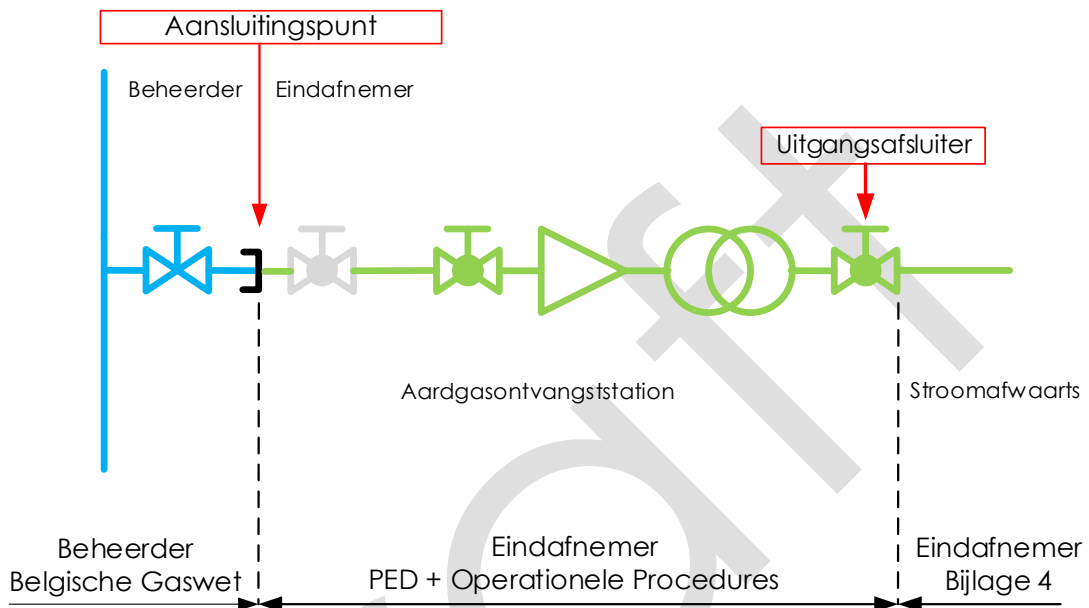 Aansluitingspunt
Beheerder
Eindafnemer
Uitgangsafsluiter
Aardgasontvangststation
Stroomafwaarts
Beheerder
Belgische Gaswet
Eindafnemer
PED + Operationele Procedures
Eindafnemer
Bijlage 4